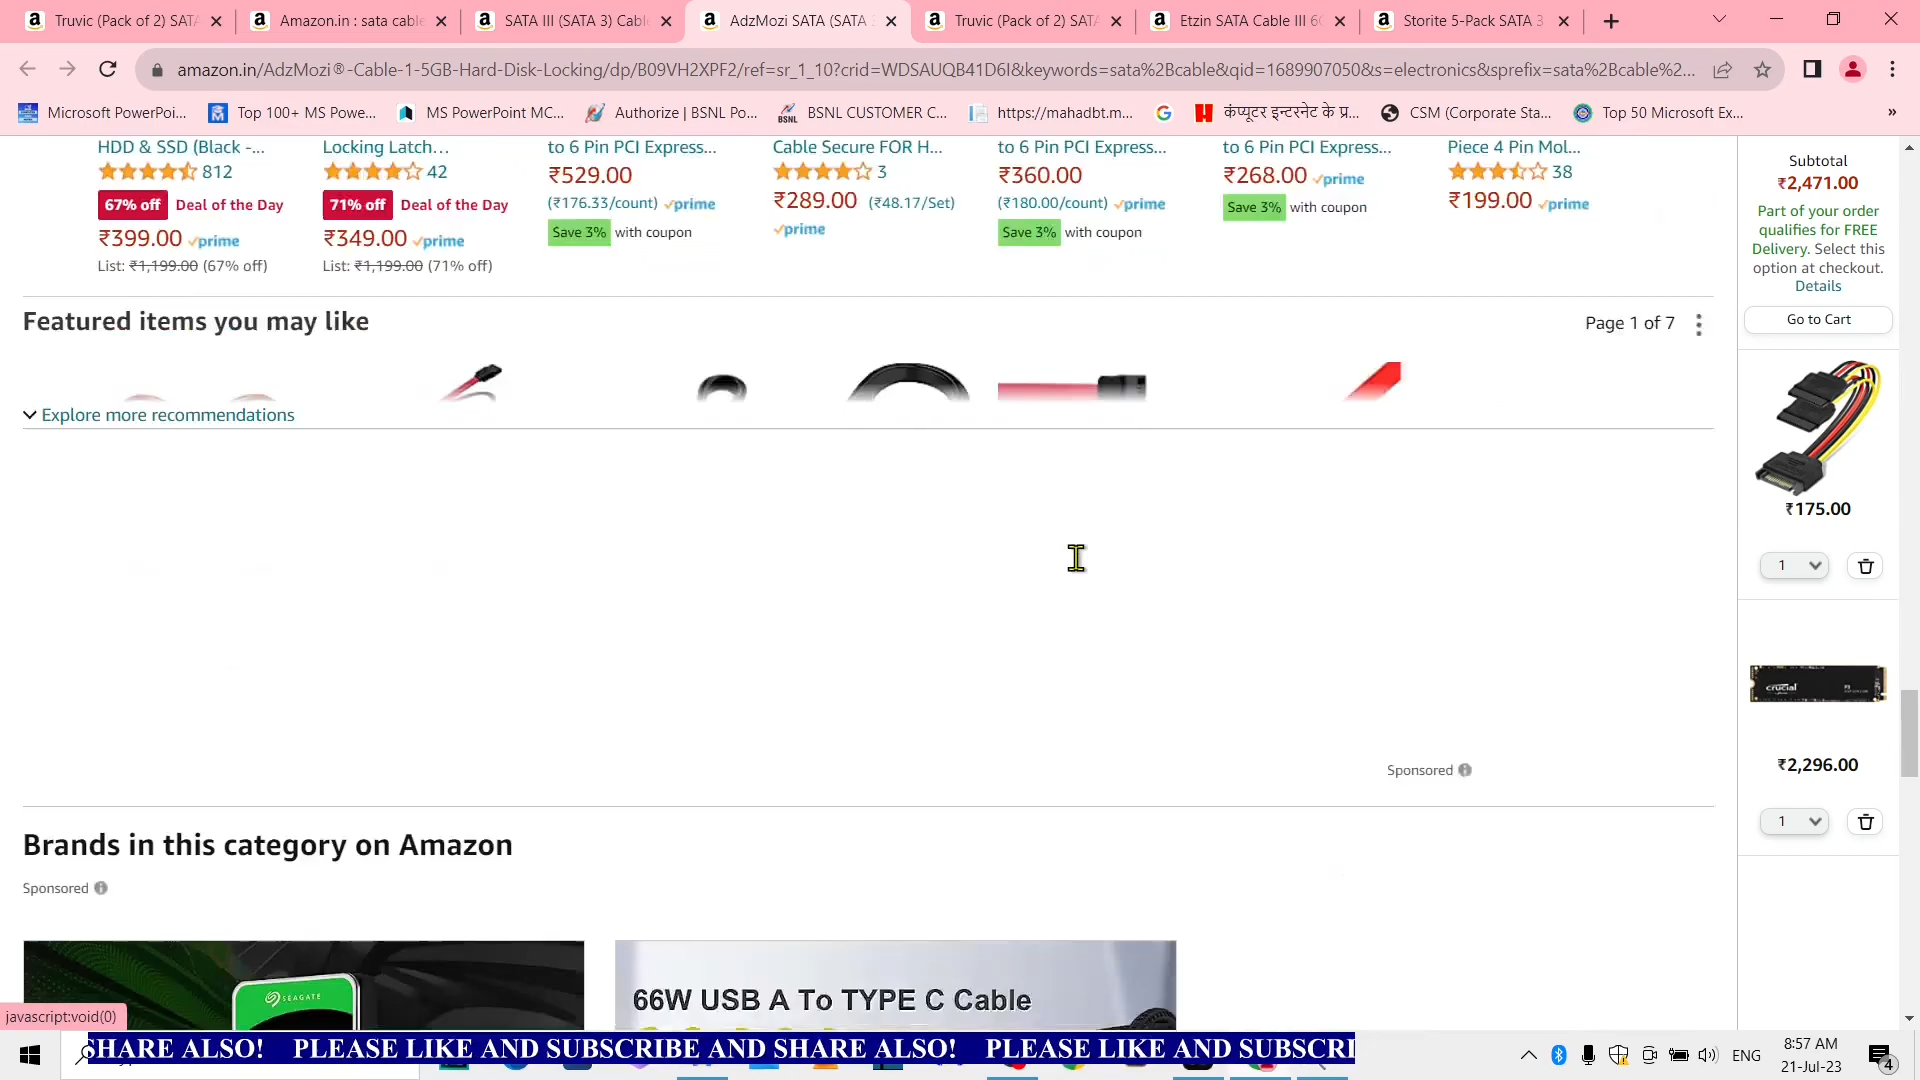 Truvic (Pack of 2) SATA
Amazon.in : sata cable
SATA III (SATA 3) Cabl
AdzMozi SATA (SATA 3
Truvic (Pack of 2) SATA
Etzin SATA Cable III 6G
Storite 5-Pack SATA 3
amazon.in/AdzMozi®-Cable-1-5GB-Hard-Disk-Locking/dp/B09VH2XPF2/ref=sr_1_10?crid=WDSAUQB41D6I&keywords=sata%2Bcable&qid=1689907050&s=electronics&sprefix=sata%2Bcable%2...
Microsoft PowerPoi...
Top 100+ MS Powe...
MS PowerPoint MC...
Authorize | BSNL Po...
BSNL CUSTOMER C...
https://mahadbt.m...
कंप्यूटर इन्टरनेट के प्र...
CSM (Corporate Sta...
Top 50 Microsoft Ex...
»
HDD & SSD (Black -...
812
67% off Deal of the Day
₹399.00 prime
List: ₹1,199.00 (67% off)
Locking Latch...
42
71% off Deal of the Day
₹349.00 prime
List: ₹1,199.00 (71% off)
to 6 Pin PCI Express...
₹529.00
(₹176.33/count) prime
Save 3% with coupon
Cable Secure FOR H...
3
₹289.00 (₹48.17/Set)
prime
to 6 Pin PCI Express...
₹360.00
(₹180.00/count) prime
Save 3% with coupon
to 6 Pin PCI Express...
₹268.00 prime
Save 3% with coupon
Piece 4 Pin Mol...
38
₹199.00 prime
Featured items you may like
Page 1 of 7
Explore more recommendations
Sponsored
Brands in this category on Amazon
Sponsored
SEAGATE
66W USB A To TYPE C Cable
Subtotal
₹2,471.00
Part of your order
qualifies for FREE
Delivery. Select this
option at checkout.
Details
Go to Cart
₹175.00
1
crucial
₹2,296.00
1
javascript:void(0)
SHARE ALSO! PLEASE LIKE AND SUBSCRIBE AND SHARE ALSO! PLEASE LIKE AND SUBSCRI
ENG
8:57 AM
21-Jul-23
4